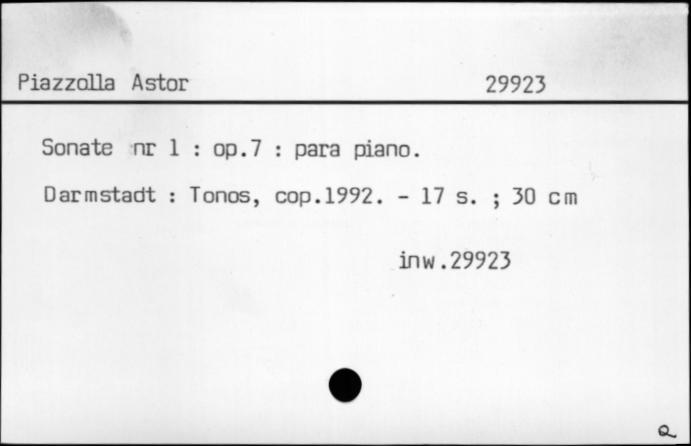 Piazzolla Astor 29923
Sonate nr 1 : op.7 : para piano.
Darmstadt : Tonos, cop.1992. - 17 s. ; 30 cm
inw.29923